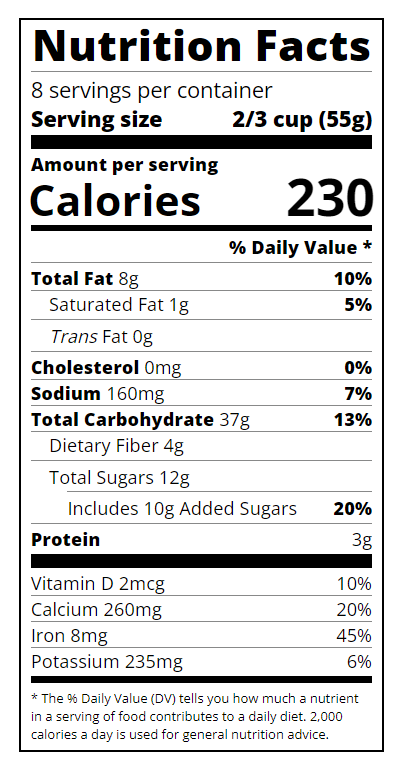 Nutrition Facts
8 servings per container
Serving size 2/3 cup (55g)
Amount per serving
Calories 230
% Daily Value *
Total Fat 8g 10%
Saturated Fat 1g 5%
Trans Fat 0g
Cholesterol 0mg 0%
Sodium 160mg 7%
Total Carbohydrate 37g 13%
Dietary Fiber 4g
Total Sugars 12g
Includes 10g Added Sugars 20%
Protein 3g
Vitamin D 2mcg 10%
Calcium 260mg 20%
Iron 8mg 45%
Potassium 235mg 6%
* The % Daily Value (DV) tells you how much a nutrient
in a serving of food contributes to a daily diet. 2,000
calories a day is used for general nutrition advice.